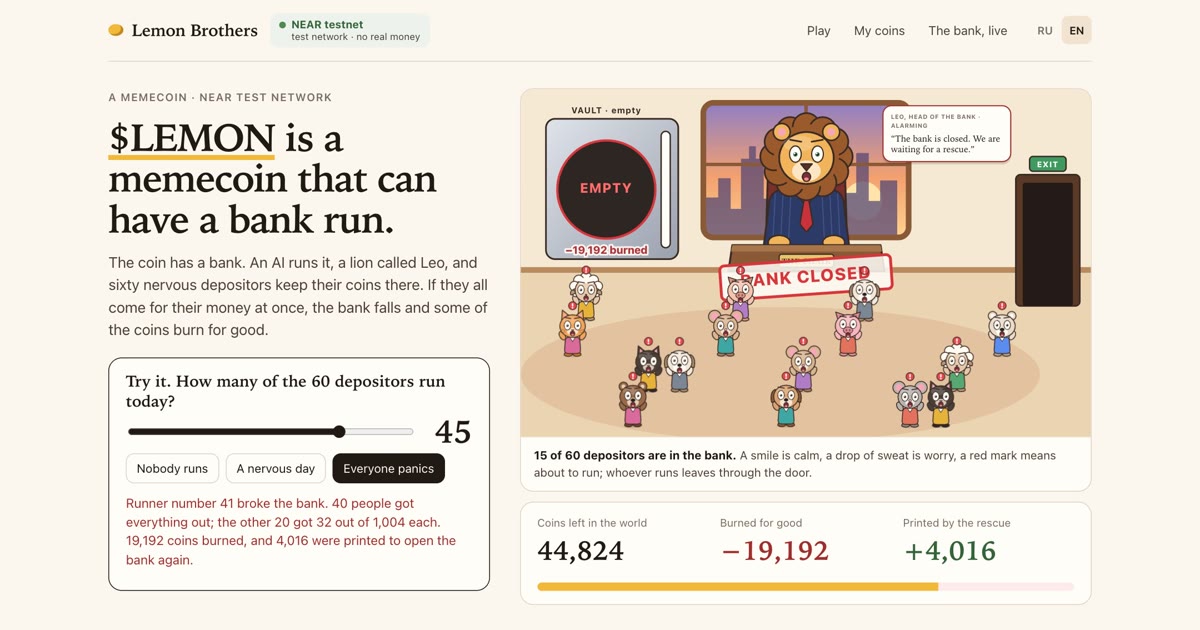 Lemon Brothers
NEAR testnet
test network · no real money
Play
My coins
The bank, live
RU
EN
A MEMECOIN · NEAR TEST NETWORK
$LEMON is a
memecoin that can
have a bank run.
The coin has a bank. An AI runs it, a lion called Leo, and
sixty nervous depositors keep their coins there. If they all
come for their money at once, the bank falls and some of
the coins burn for good.
Try it. How many of the 60 depositors run
today?
45
Nobody runs
A nervous day
Everyone panics
Runner number 41 broke the bank. 40 people got
everything out; the other 20 got 32 out of 1,004 each.
19,192 coins burned, and 4,016 were printed to open the
bank again.
VAULT · empty
EMPTY
−19,192 burned
LEO, HEAD OF THE BANK ·
ALARMING
“The bank is closed. We are
waiting for a rescue.”
EXIT
BANK CLOSED
15 of 60 depositors are in the bank. A smile is calm, a drop of sweat is worry, a red mark means
about to run; whoever runs leaves through the door.
Coins left in the world
44,824
Burned for good
−19,192
Printed by the rescue
+4,016